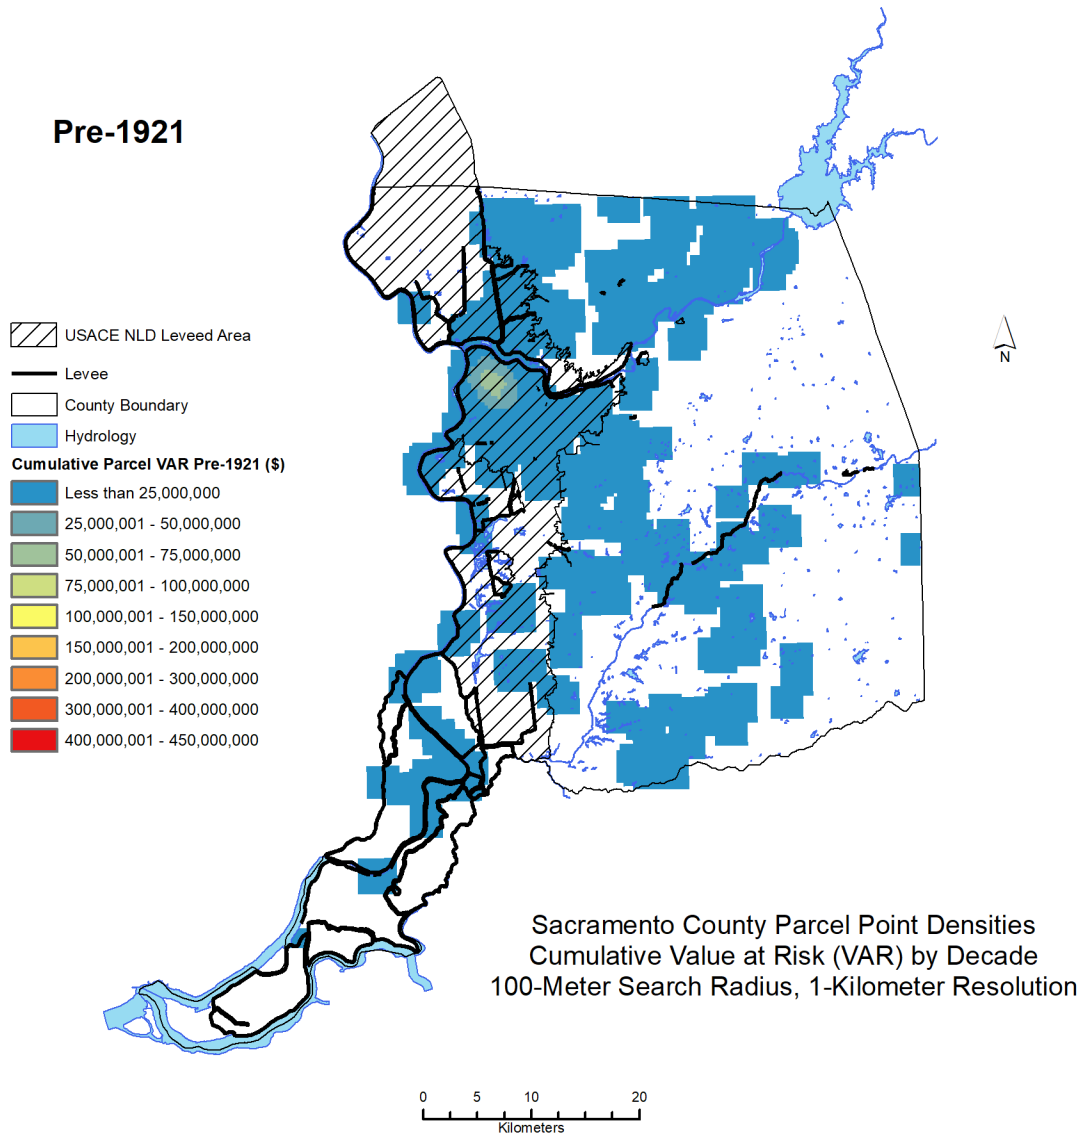 Pre-1921
USACE NLD Leveed Area
Levee
County Boundary
Hydrology
Cumulative Parcel VAR Pre-1921 ($)
Less than 25,000,000
25,000,001 - 50,000,000
50,000,001 - 75,000,000
75,000,001 - 100,000,000
100,000,001 - 150,000,000
150,000,001 - 200,000,000
200,000,001 - 300,000,000
300,000,001 - 400,000,000
400,000,001 - 450,000,000
N
Sacramento County Parcel Point Densities
Cumulative Value at Risk (VAR) by Decade
100-Meter Search Radius, 1-Kilometer Resolution
0 5 10 20
Kilometers